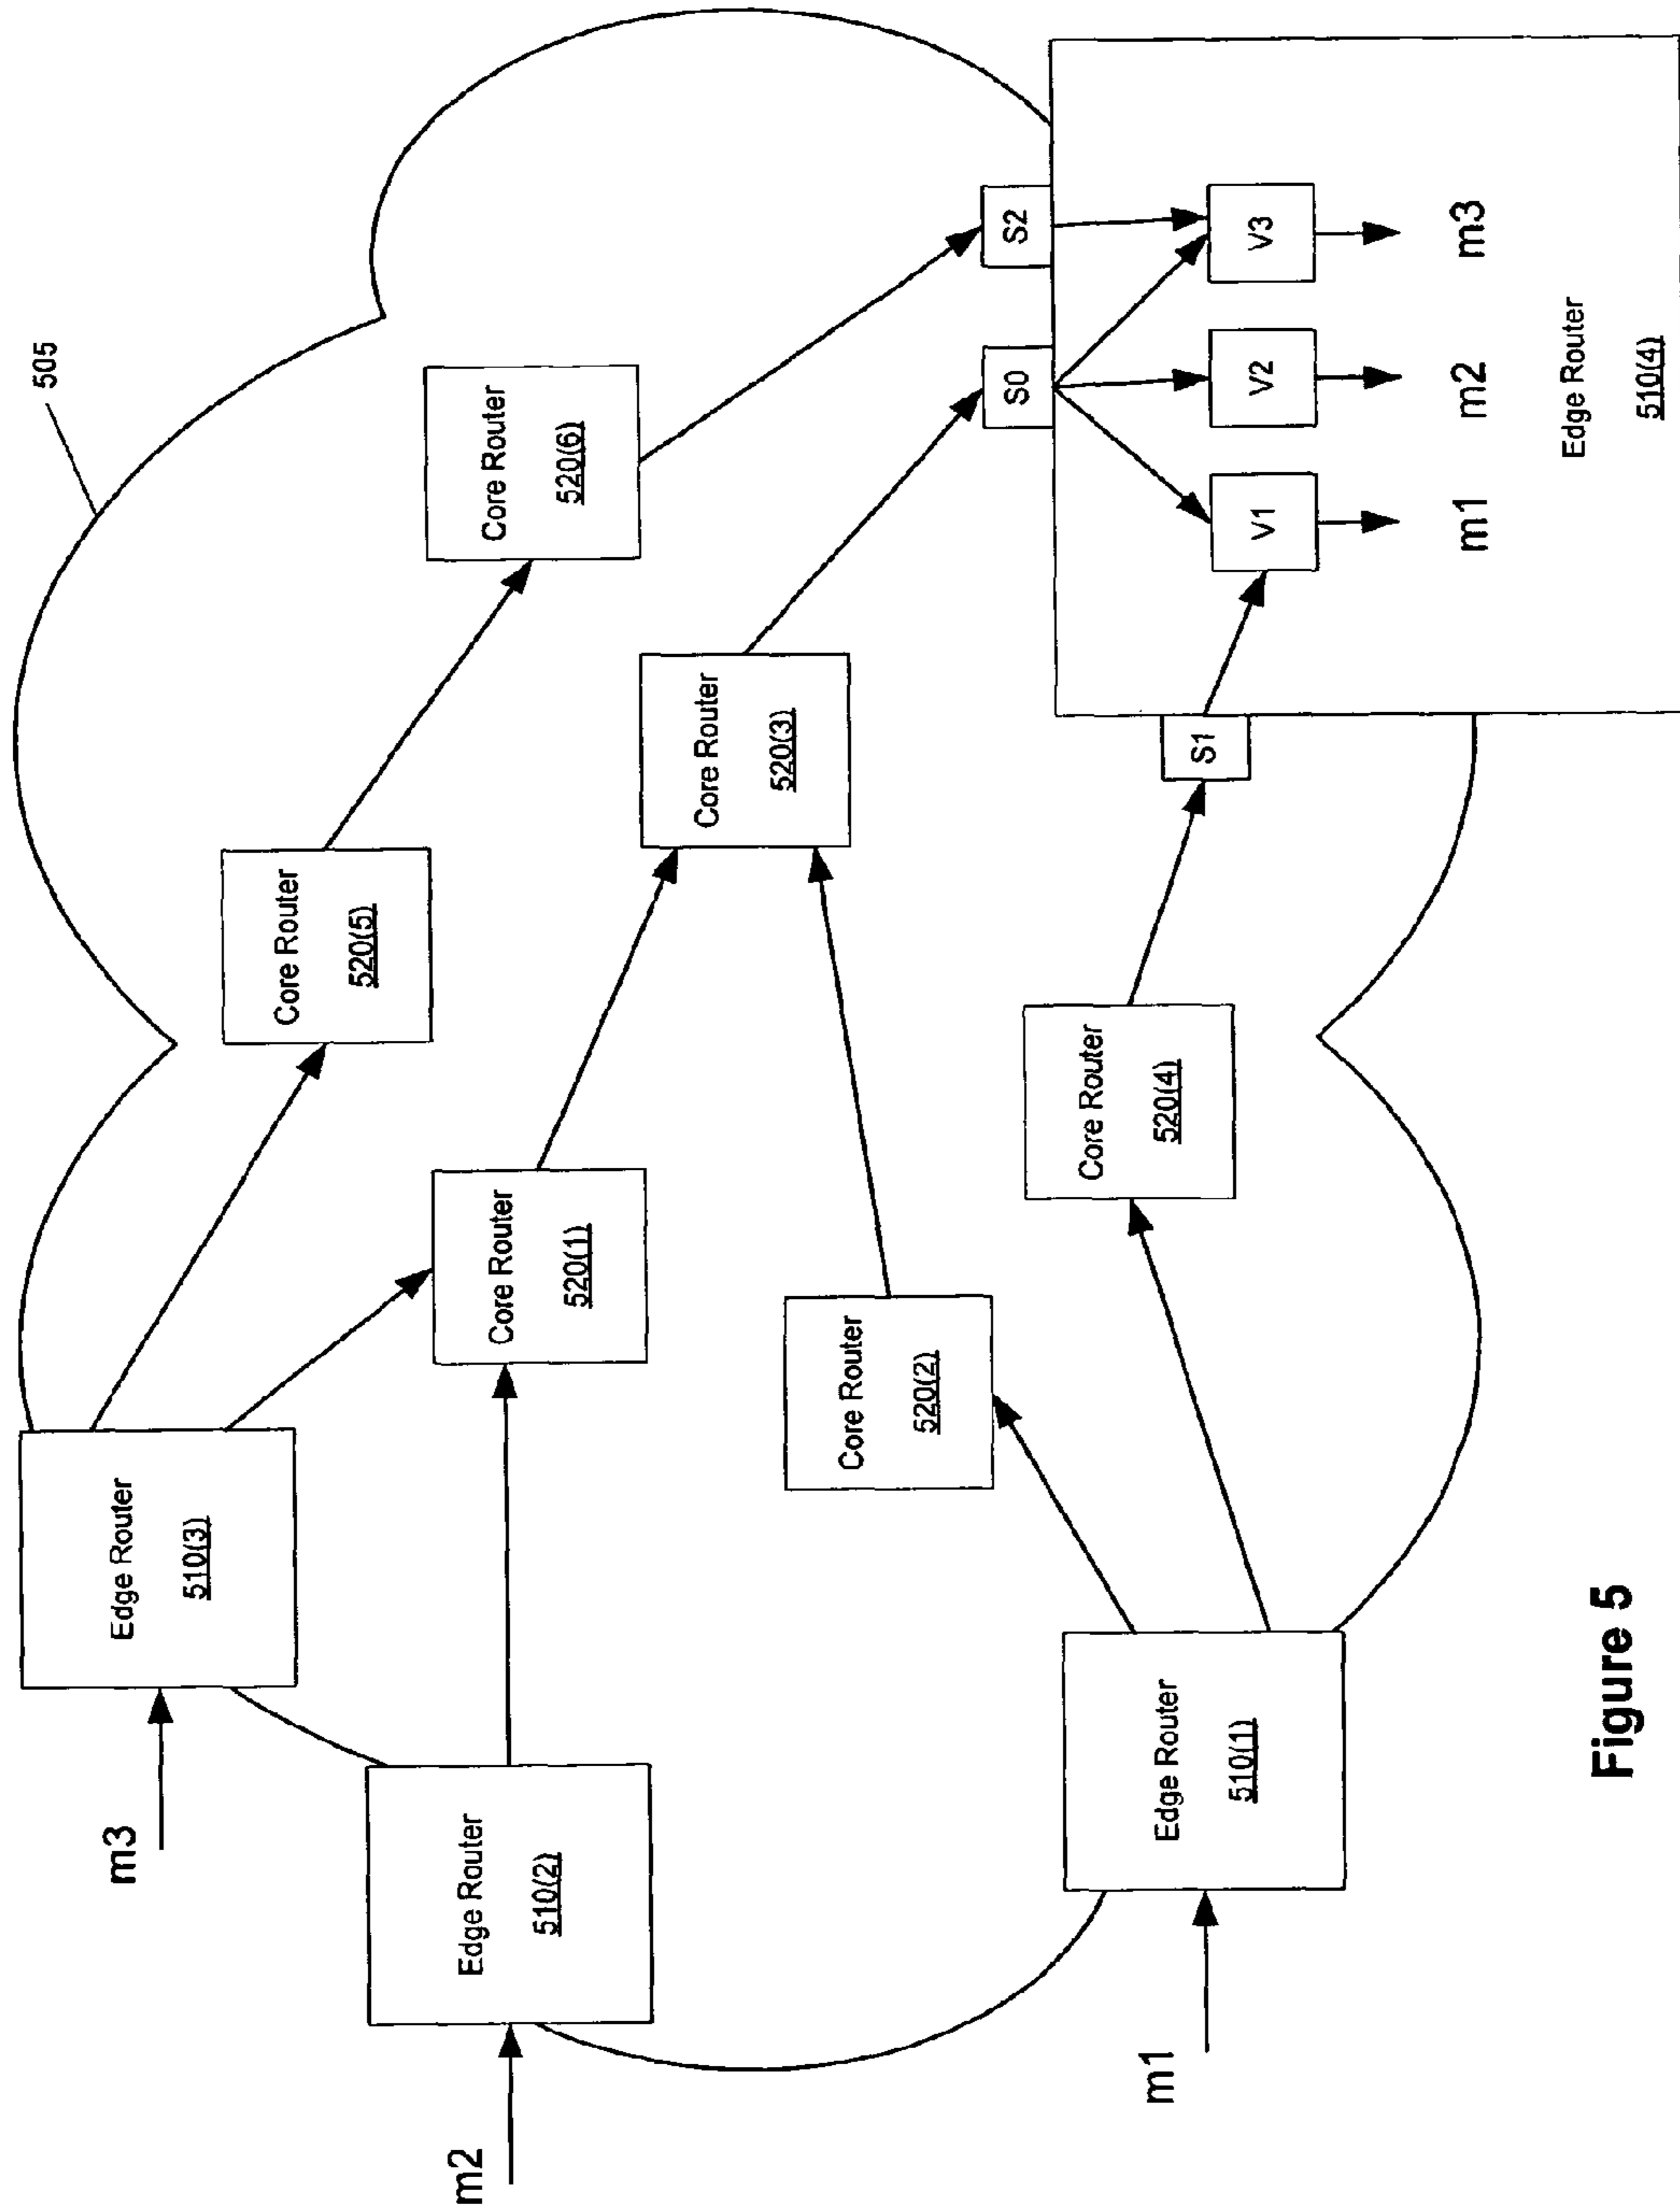 505
m3
Edge Router
510(3)
Core Router
520(5)
Core Router
520(6)
m2
Edge Router
510(2)
Core Router
520(1)
Core Router
520(3)
Core Router
520(2)
m1
Edge Router
510(1)
Core Router
520(4)
S0
S2
S1
V1
V2
V3
m1
m2
m3
Edge Router
510(4)
Figure 5